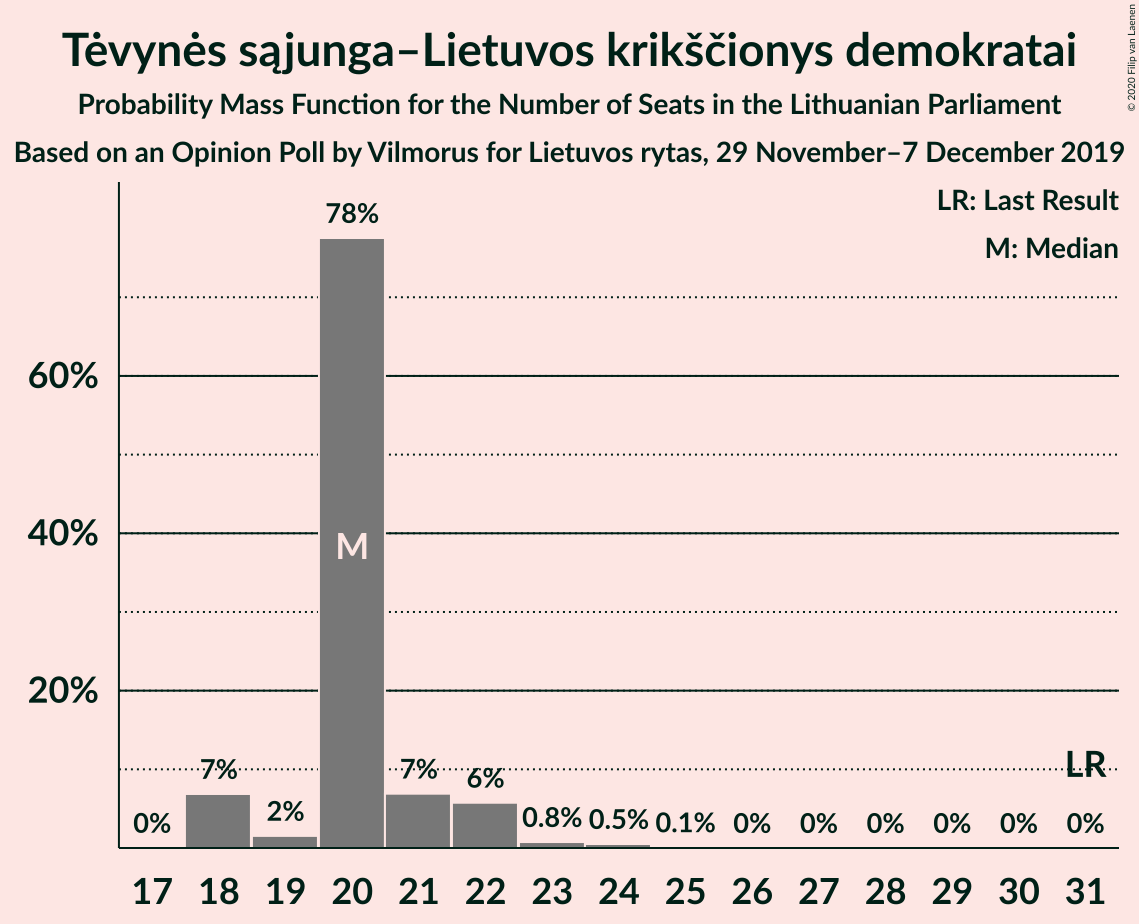 Tėvynės sąjunga–Lietuvos krikščionys demokratai
Probability Mass Function for the Number of Seats in the Lithuanian Parliament
Based on an Opinion Poll by Vilmorus for Lietuvos rytas, 29 November–7 December 2019
© 2020 Filip van Laenen
LR: Last Result
M: Median
60%
40%
20%
0%
7%
2%
78%
M
7%
6%
0.8%
0.5%
0.1%
0%
0%
0%
0%
0%
0%
LR
17 18 19 20 21 22 23 24 25 26 27 28 29 30 31